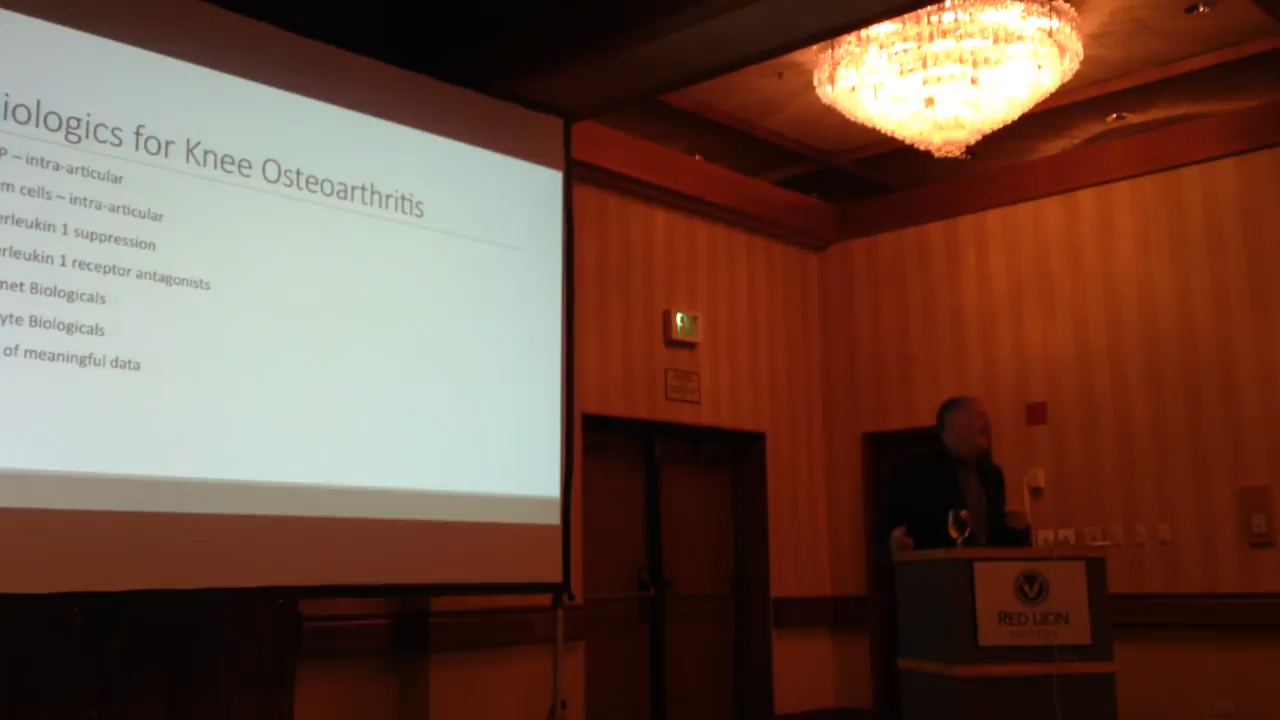 iologics for Knee Osteoarthritis
P – intra-articular
m cells – intra-articular
erleukin 1 suppression
erleukin 1 receptor antagonists
met Biologicals
yte Biologicals
of meaningful data
RED LION
HOTELS